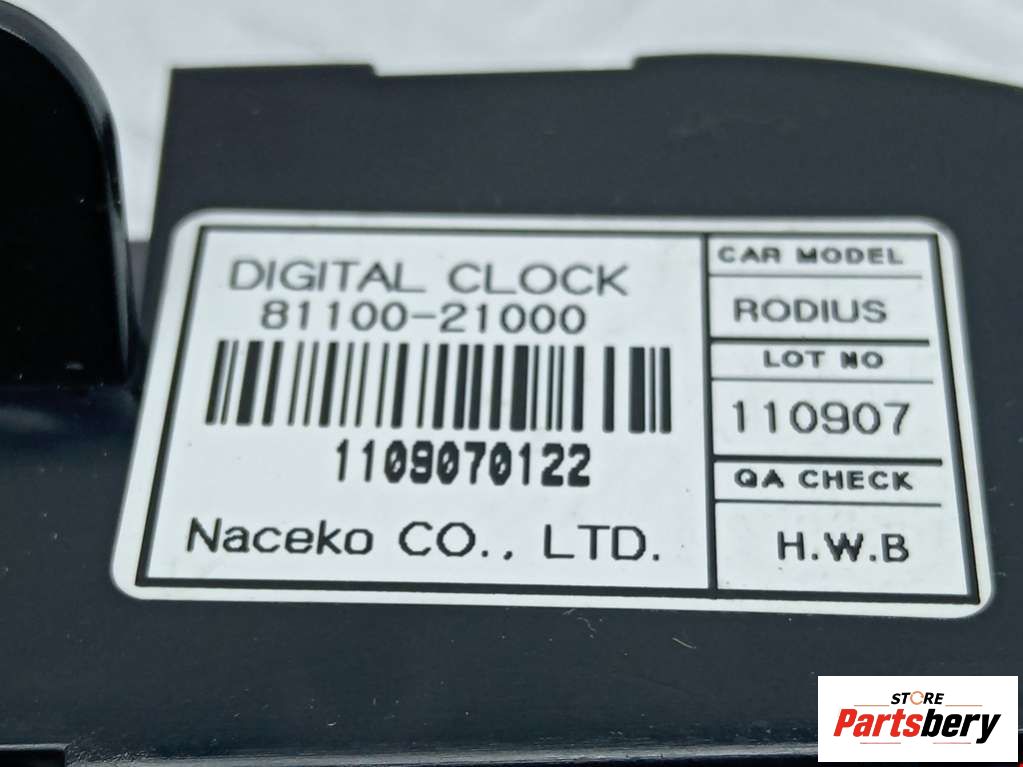 DIGITAL CLOCK
81100-21000
1109070122
Naceko CO., LTD.
CAR MODEL
RODIUS
LOT NO
110907
QA CHECK
H.W.B
STORE
Partsbery